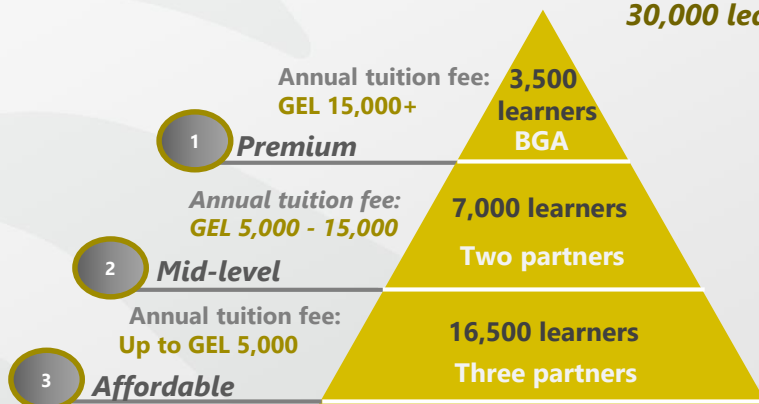 30,000
Annual tuition fee:
GEL 15,000+
3,500
learners
BGA
1
Premium
Annual tuition fee:
GEL 5,000 - 15,000
7,000 learners
Two partners
2
Mid-level
Annual tuition fee:
Up to GEL 5,000
16,500 learners
Three partners
3
Affordable